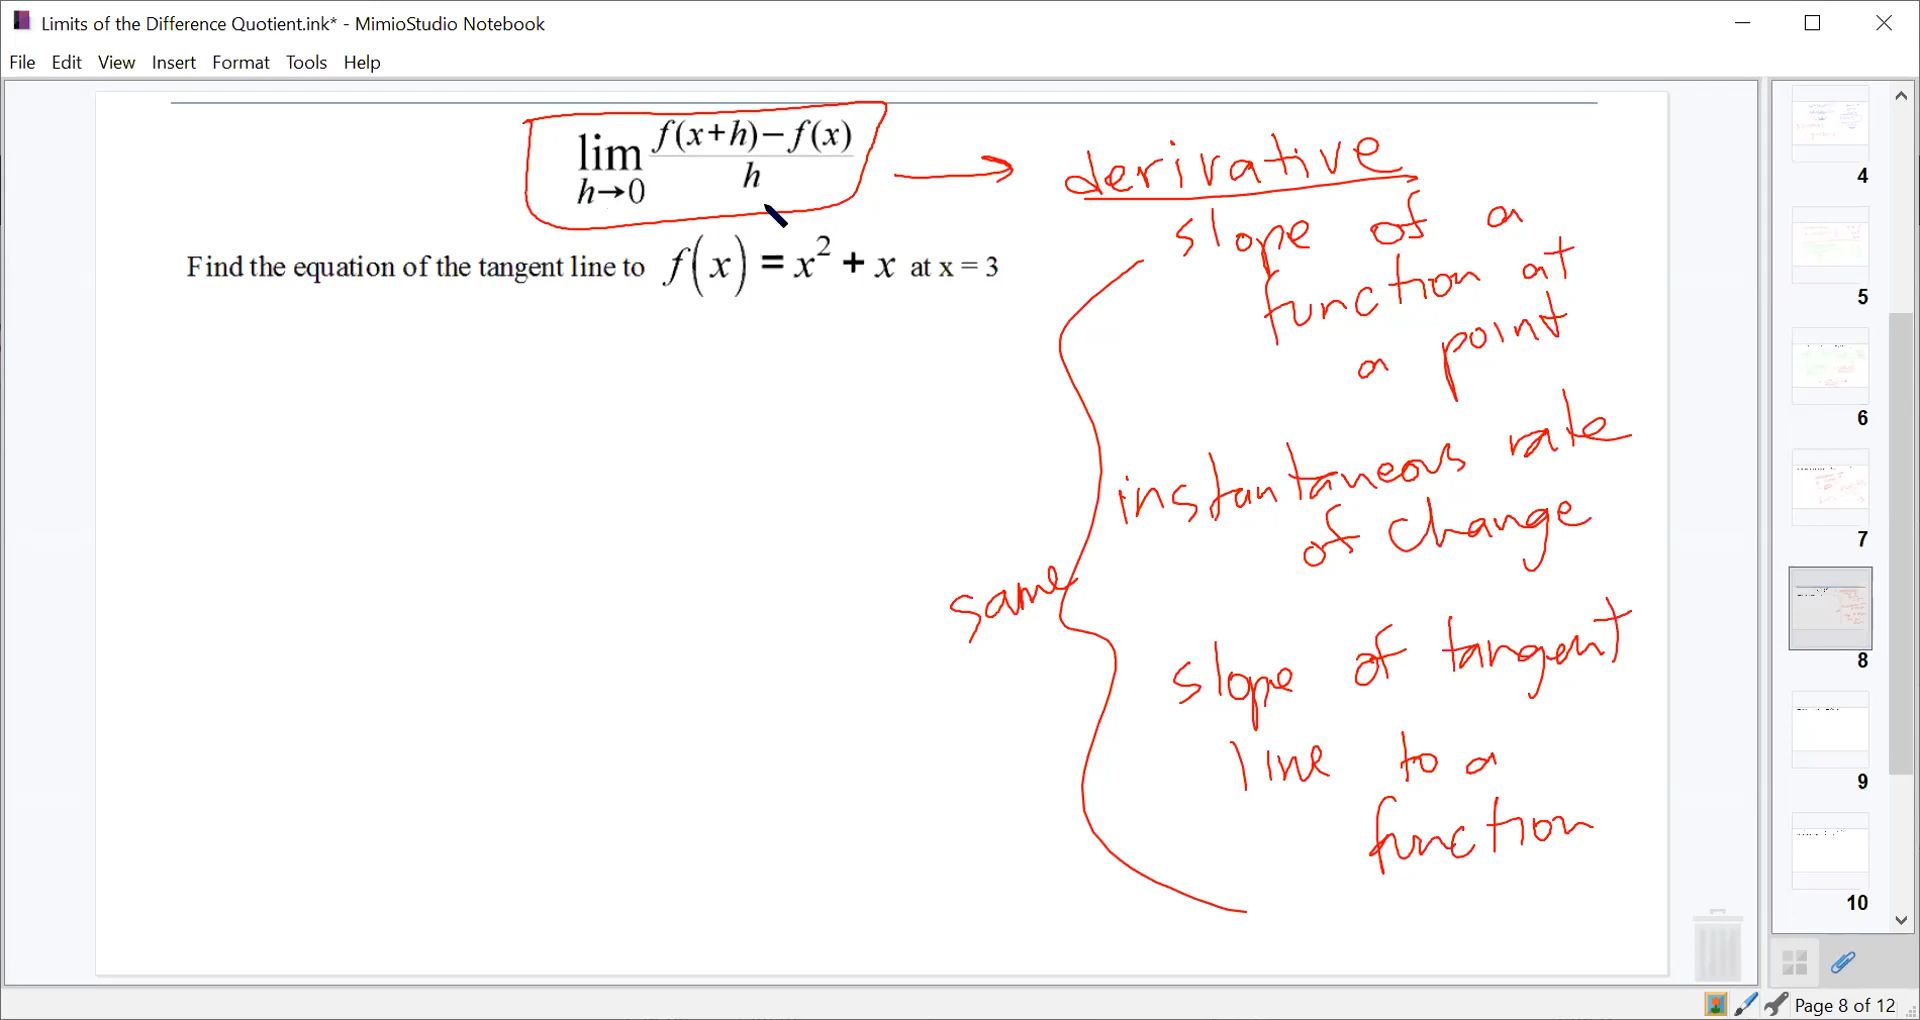 Limits of the Difference Quotient.ink* - MimioStudio Notebook
File Edit View Insert Format Tools Help
lim h→0 f(x+h)−f(x) / h
derivative
Find the equation of the tangent line to f(x) = x² + x at x = 3
slope of a
function at
a point
instantaneous rate
of change
same
slope of tangent
line to a
function
4
5
6
7
8
9
10
Page 8 of 12